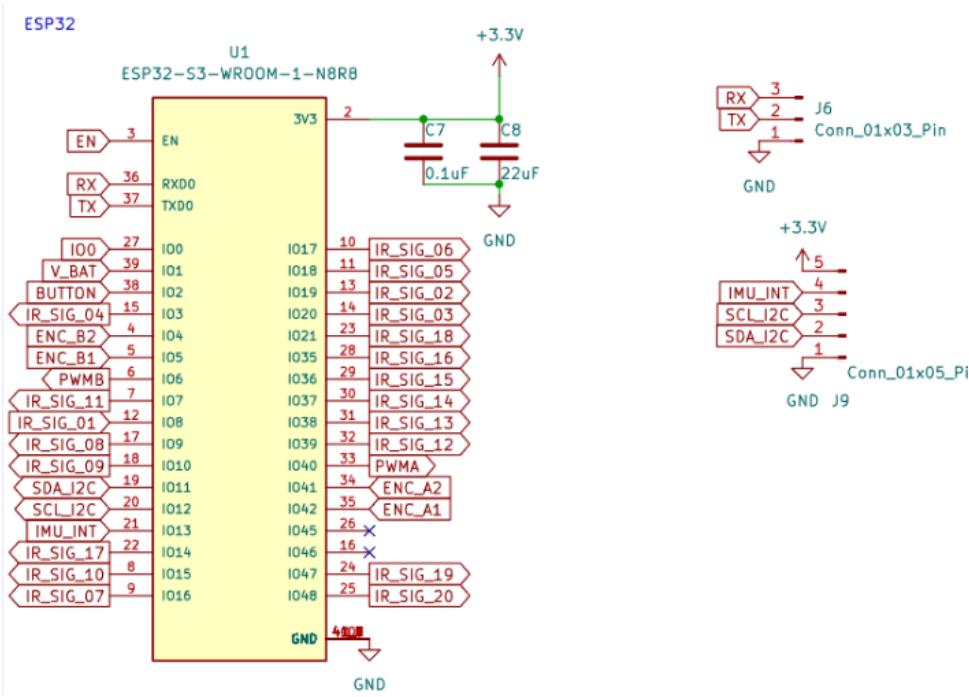 ESP32
U1
ESP32-S3-WROOM-1-N8R8
+3.3V
3V3 2
C7 C8
0.1uF 22uF
GND
EN 3 EN
RX 36 RXD0
TX 37 TXD0
IO0 27 IO0
V_BAT 39 IO1
BUTTON 38 IO2
IR_SIG_04 15 IO3
ENC_B2 4 IO4
ENC_B1 5 IO5
PWMB 6 IO6
IR_SIG_11 7 IO7
IR_SIG_01 12 IO8
IR_SIG_08 17 IO9
IR_SIG_09 18 IO10
SDA_I2C 19 IO11
SCL_I2C 20 IO12
IMU_INT 21 IO13
IR_SIG_17 22 IO14
IR_SIG_10 8 IO15
IR_SIG_07 9 IO16
IO17 10 IR_SIG_06
IO18 11 IR_SIG_05
IO19 13 IR_SIG_02
IO20 14 IR_SIG_03
IO21 23 IR_SIG_18
IO35 28 IR_SIG_16
IO36 29 IR_SIG_15
IO37 30 IR_SIG_14
IO38 31 IR_SIG_13
IO39 32 IR_SIG_12
IO40 33 PWMA
IO41 34 ENC_A2
IO42 35 ENC_A1
IO45 26
IO46 16
IO47 24 IR_SIG_19
IO48 25 IR_SIG_20
GND
GND
RX 3
TX 2
1
J6
Conn_01x03_Pin
GND
+3.3V
5
IMU_INT 4
SCL_I2C 3
SDA_I2C 2
1
Conn_01x05_Pi
GND J9